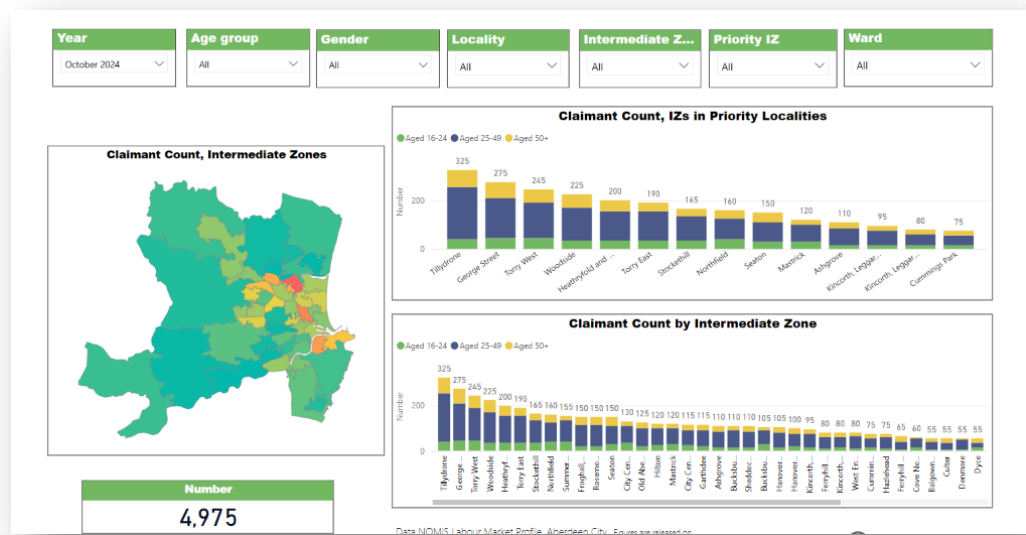 Year
Age group
Gender
Locality
Intermediate Z...
Priority IZ
Ward
October 2024
All
All
All
All
All
All
Claimant Count, Intermediate Zones
Number
4,975
Claimant Count, IZs in Priority Localities
Aged 16-24 Aged 25-49 Aged 50+
Number
200
0
325 275 245 225 200 190 165 160 150 120 110 95 80 75
Tillydrone
George Street
Torry West
Woodside
Heathryfold and ...
Torry East
Stockethill
Northfield
Seaton
Mastrick
Ashgrove
Kincorth, Leggar...
Kincorth, Leggar...
Cummings Park
Claimant Count by Intermediate Zone
Aged 16-24 Aged 25-49 Aged 50+
Number
200
0
325 275 245 225 200 190 165 160 155 150 150 150 130 125 120 120 115 115 110 110 110 105 105 100 95 80 80 80 75 75 65 60 55 55 55 55
Tillydrone
George ...
Torry West
Woodside
Heathryf...
Torry East
Stockethill
Northfield
Summer...
Froghall,...
Rosemo...
Seaton
City Cen...
Old Abe...
Hilton
Mastrick
City Cen...
Garthdee
Ashgrove
Bucksbu...
Sheddoc...
Bucksbu...
Hanover...
Hanover...
Kincorth,...
Ferryhill ...
Kincorth,...
West En...
Cummin...
Hazlehead
Ferryhill ...
Cove No...
Balgown...
Culter
Denmore
Dyce
Data NOMIS Labour Market Profile, Aberdeen City Figures are released on